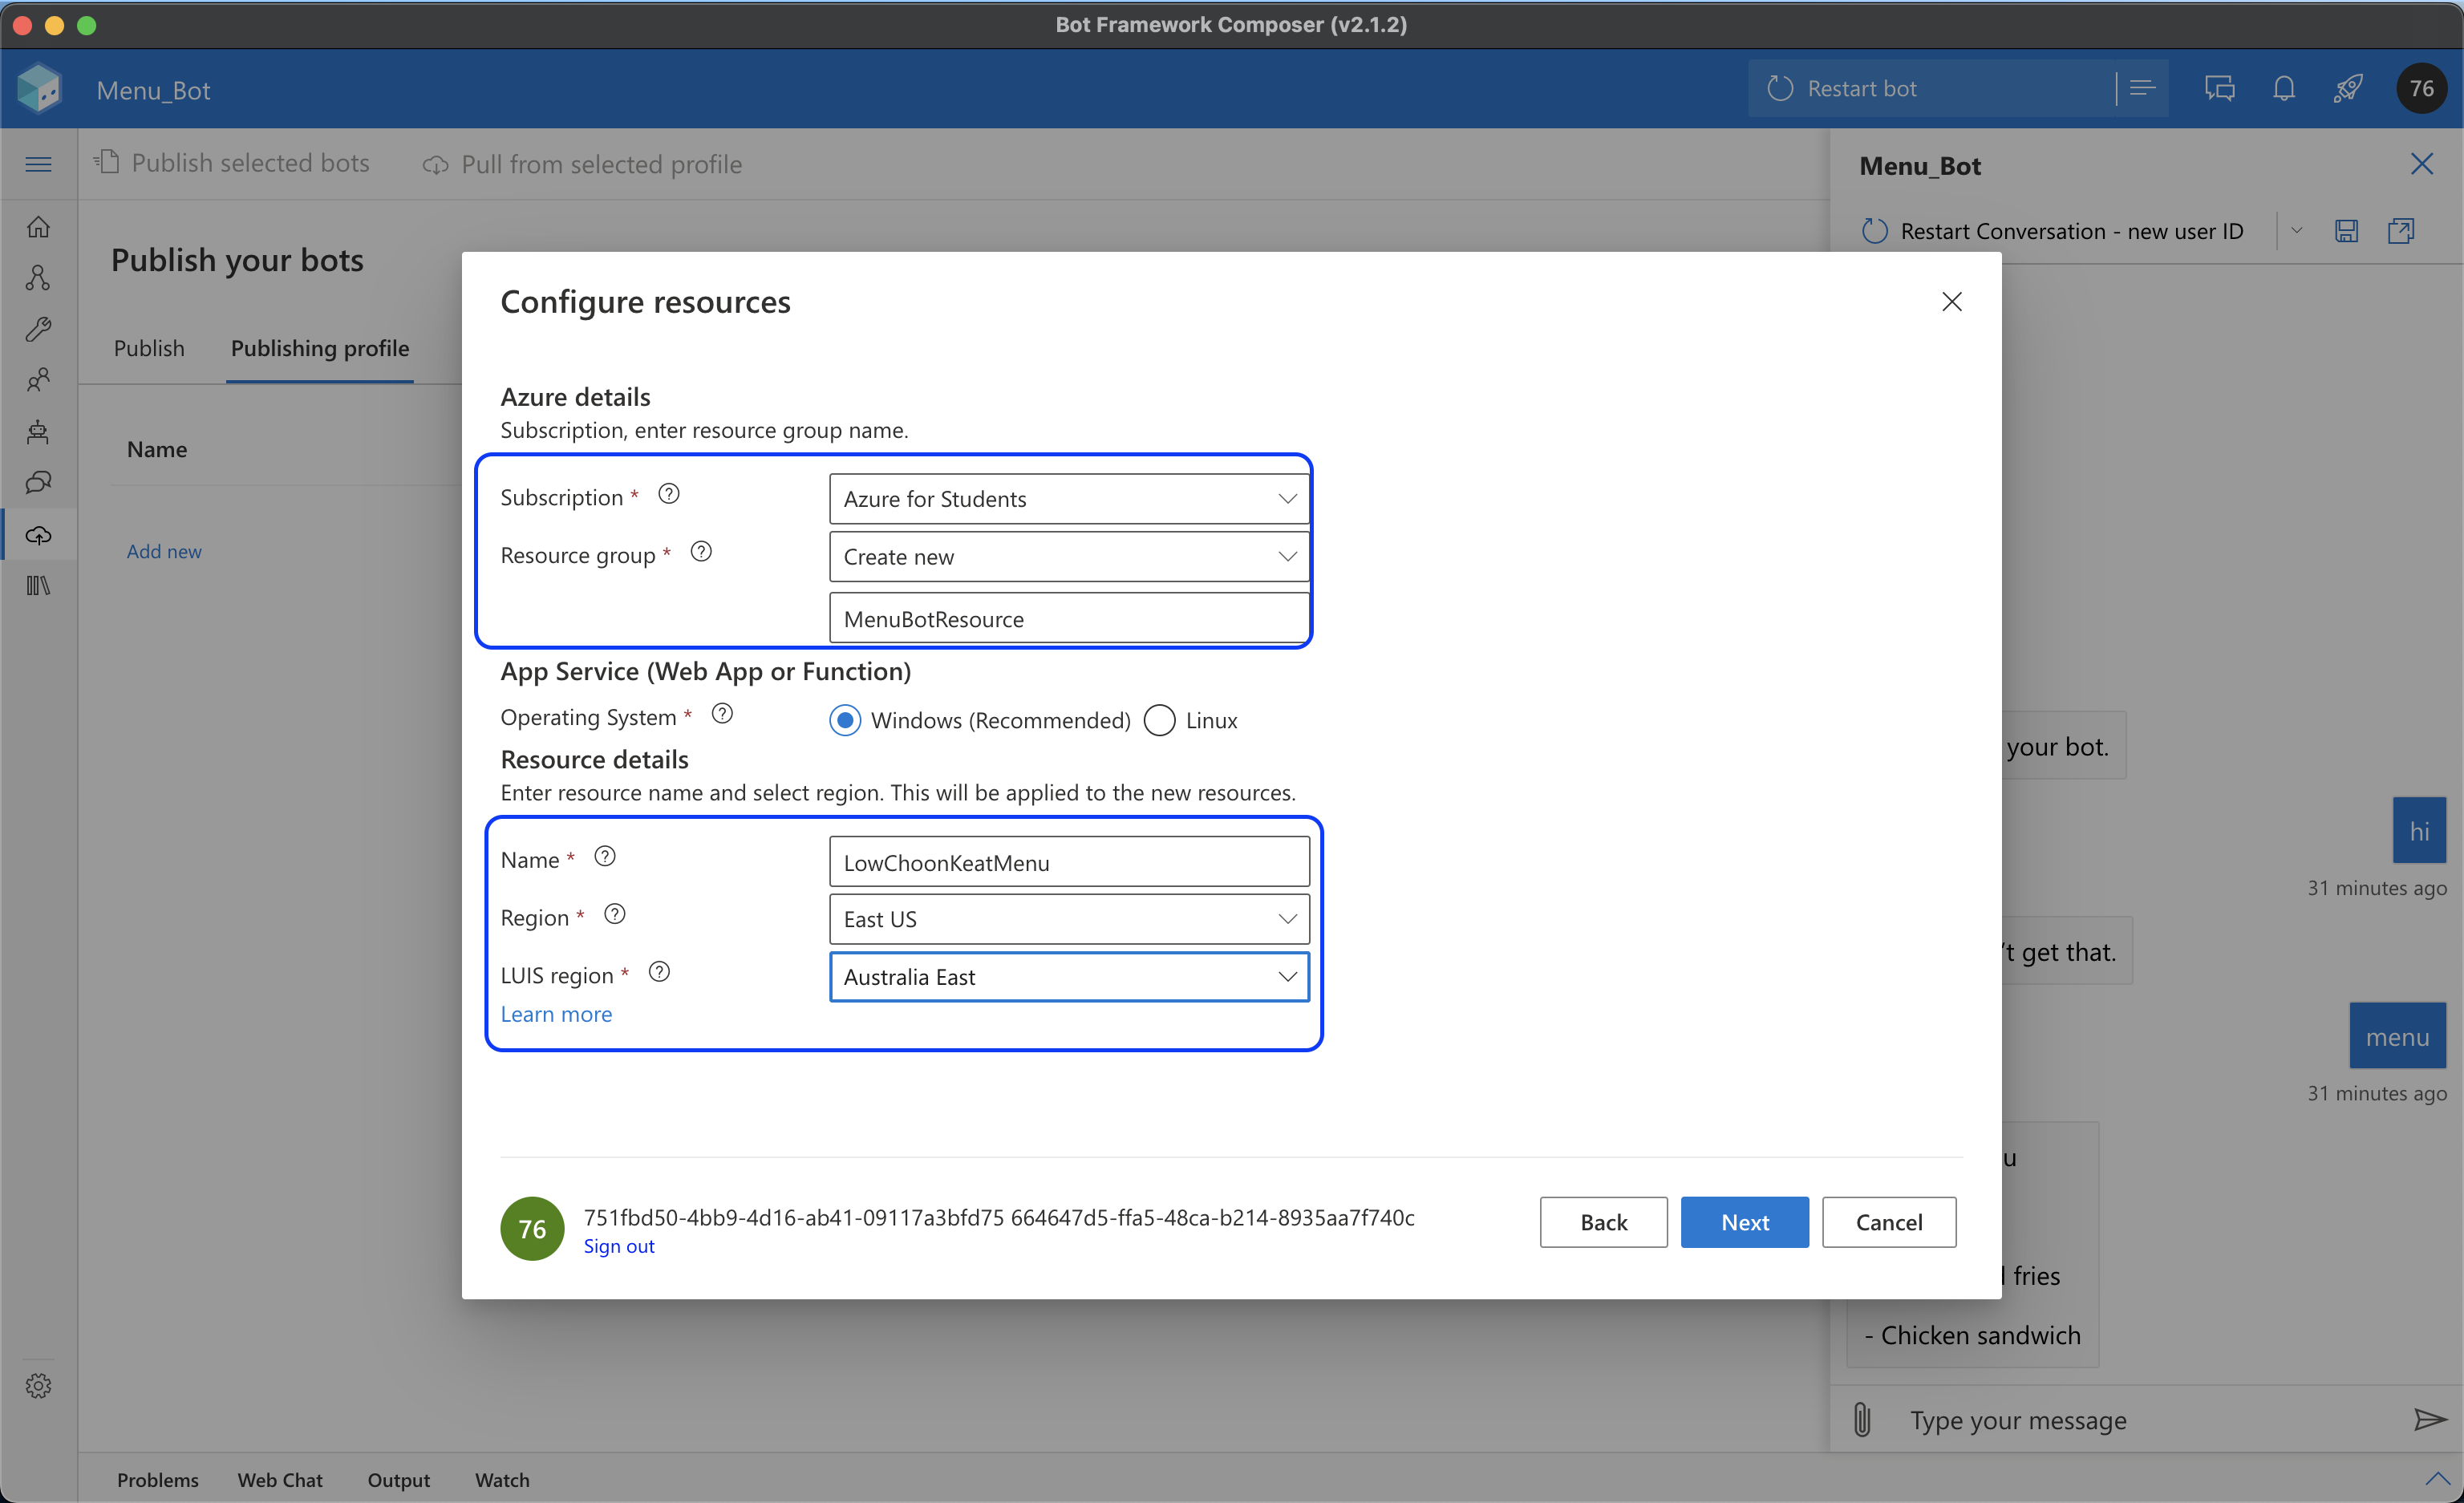 Bot Framework Composer (v2.1.2)
Menu_Bot
Restart bot
76
Publish selected bots
Pull from selected profile
Menu_Bot
Restart Conversation - new user ID
Publish your bots
Publish
Publishing profile
Name
Add new
Configure resources
Azure details
Subscription, enter resource group name.
Subscription *
Azure for Students
Resource group *
Create new
MenuBotResource
App Service (Web App or Function)
Operating System *
Windows (Recommended)
Linux
Resource details
Enter resource name and select region. This will be applied to the new resources.
Name *
LowChoonKeatMenu
Region *
East US
LUIS region *
Australia East
Learn more
76
751fbd50-4bb9-4d16-ab41-09117a3bfd75 664647d5-ffa5-48ca-b214-8935aa7f740c
Sign out
Back
Next
Cancel
your bot.
hi
31 minutes ago
't get that.
menu
31 minutes ago
u
fries
- Chicken sandwich
Type your message
Problems
Web Chat
Output
Watch